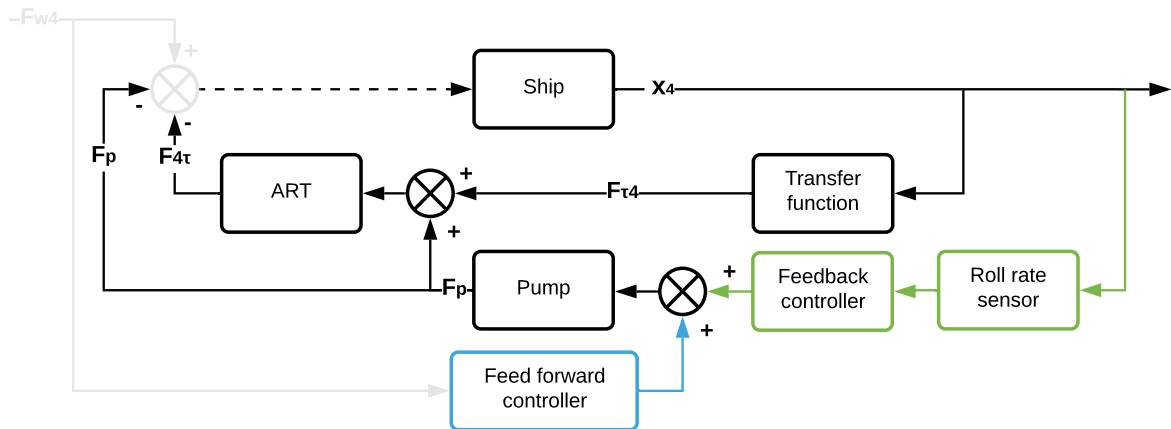 -Fw4
+
Ship
x4
-
-
Fp
F4τ
ART
+
+
Fτ4
Transfer
function
Fp
Pump
+
+
Feedback
controller
Roll rate
sensor
Feed forward
controller